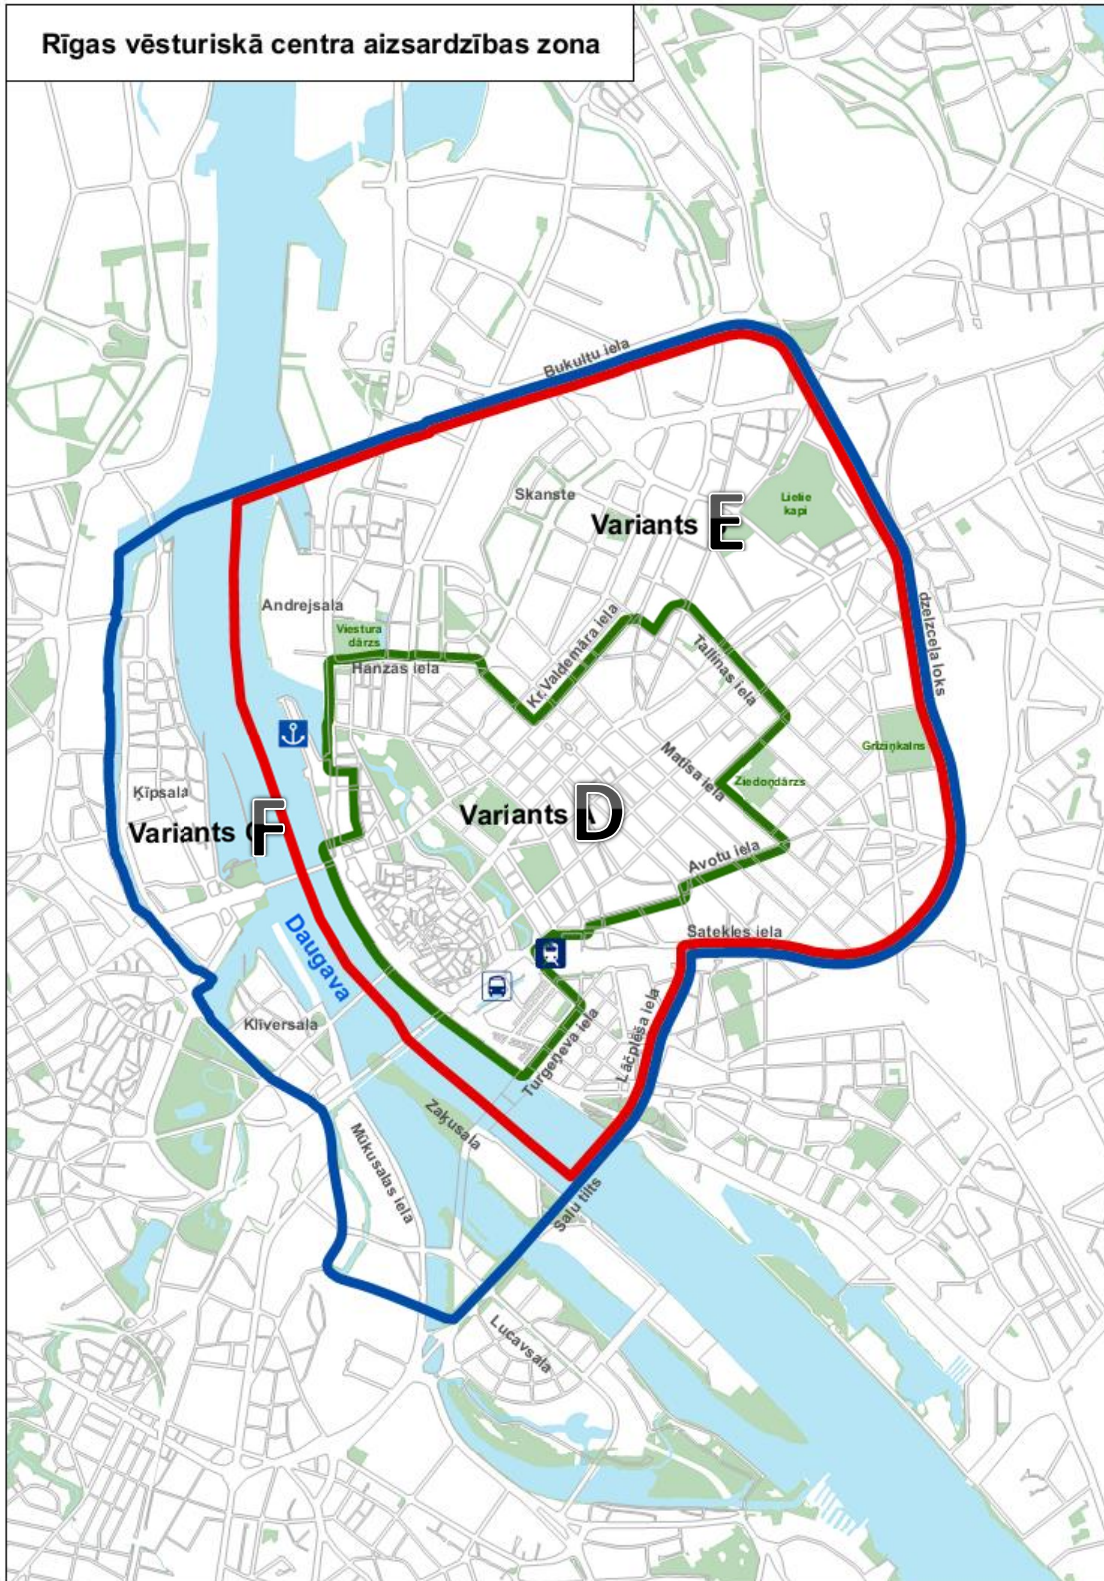 Rīgas vēsturiskā centra aizsardzības zona
Bukultu iela
Skanste
Lielie
kapi
Variants E
Andrejsala
Viestura
dārzs
Hanzas iela
Kr. Valdemāra iela
Tallinas iela
dzelzceļa loks
Grīziņkalns
Matīsa iela
Ziedoņdārzs
Ķīpsala
Variants F
Variants D
Avotu iela
Satekles iela
Daugava
Klīversala
Lāčplēša iela
Turgeņeva iela
Zaķusala
Mūkusalas iela
Salu tilts
Lucavsala